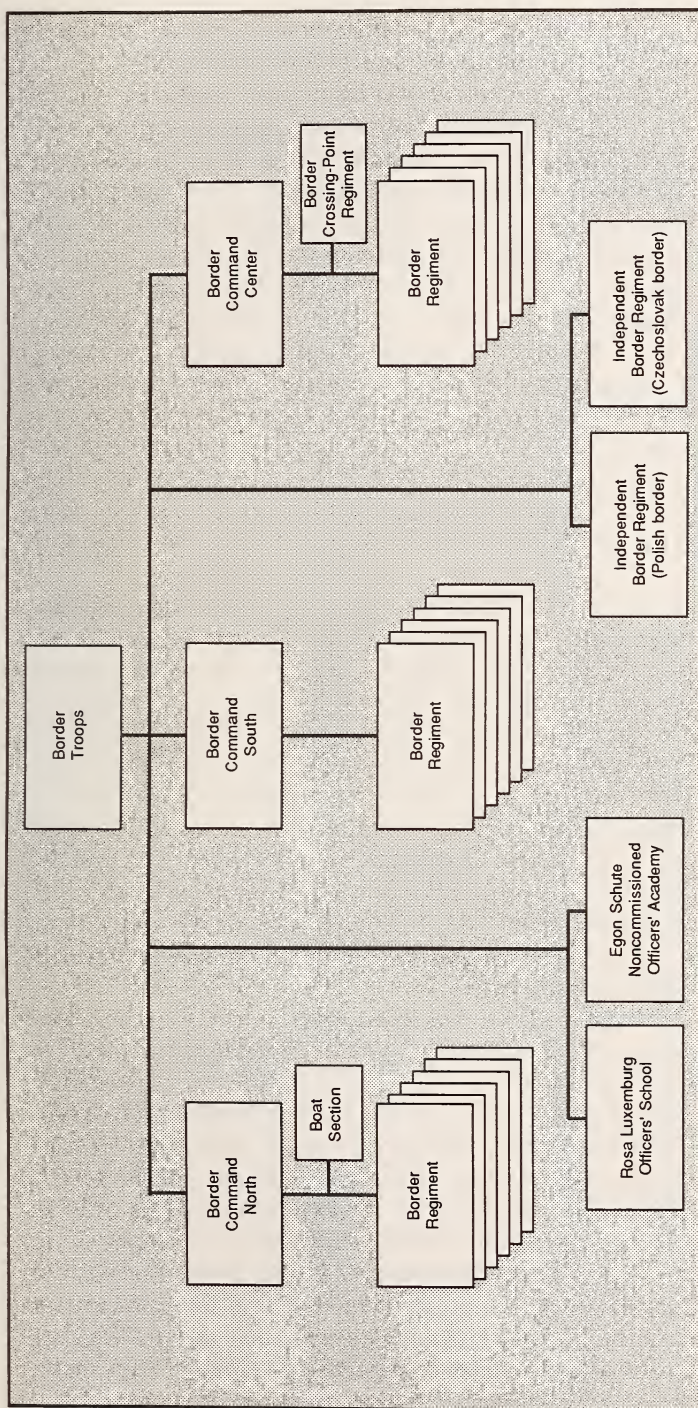 Border
Troops
Border
Command
North
Border
Command
South
Border
Command
Center
Boat
Section
Border
Crossing-Point
Regiment
Border
Regiment
Border
Regiment
Border
Regiment
Rosa Luxemburg
Officers' School
Egon Schute
Noncommissioned
Officers' Academy
Independent
Border Regiment
(Polish border)
Independent
Border Regiment
(Czechoslovak border)